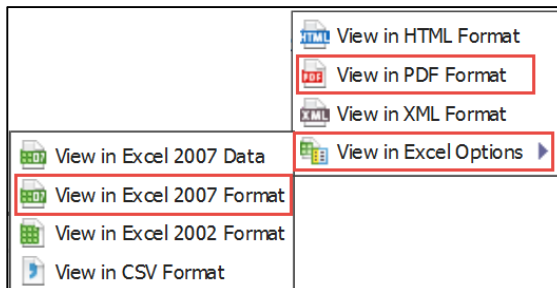 View in HTML Format
View in PDF Format
View in XML Format
View in Excel Options
View in Excel 2007 Data
View in Excel 2007 Format
View in Excel 2002 Format
View in CSV Format